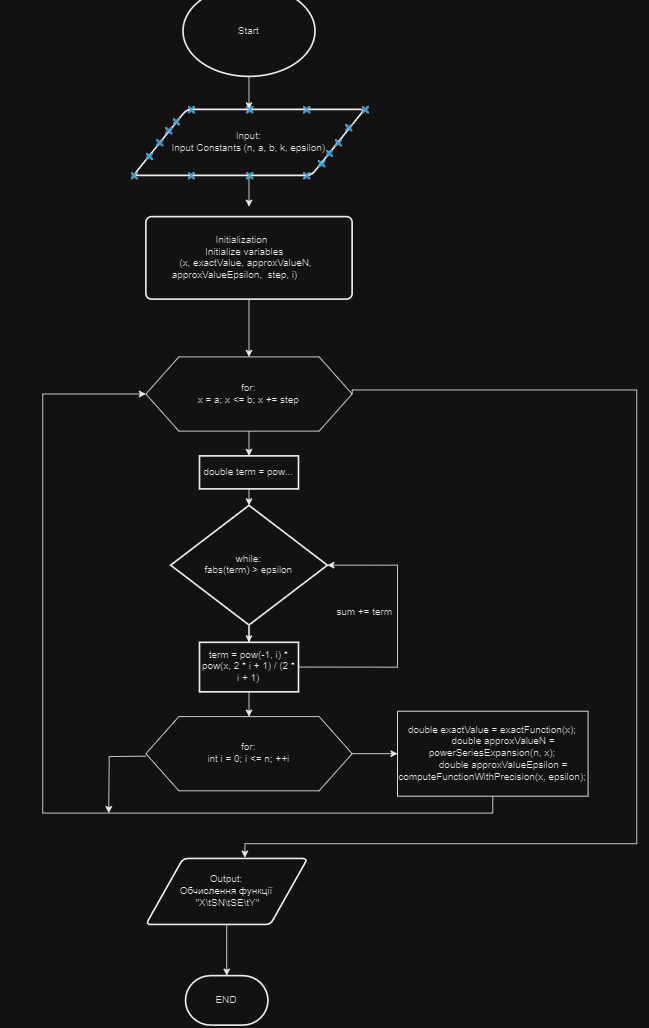 Start
Input:
Input Constants (n, a, b, k, epsilon)
Initialization
Initialize variables
(x, exactValue, approxValueN,
approxValueEpsilon, step, i)
for:
x = a; x <= b; x += step
double term = pow...
while:
fabs(term) > epsilon
sum += term
term = pow(-1, i) *
pow(x, 2 * i + 1) / (2 *
i + 1)
for:
int i = 0; i <= n; ++i
double exactValue = exactFunction(x);
double approxValueN =
powerSeriesExpansion(n, x);
double approxValueEpsilon =
computeFunctionWithPrecision(x, epsilon);
Output:
Обчислення функції
"X\tSN\tSE\tY"
END